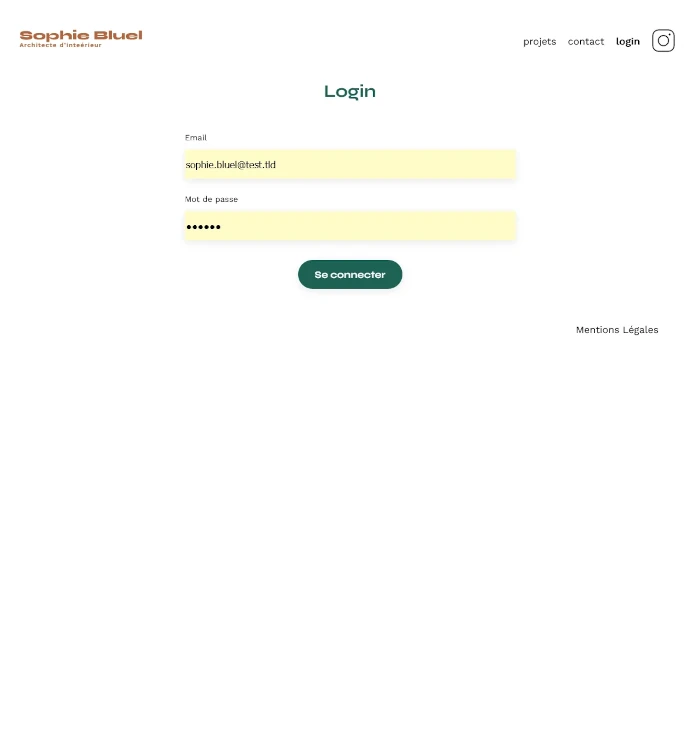 Sophie Bluel
Architecte d'inteérieur
projets contact login
Login
Email
sophie.bluel@test.tld
Mot de passe
••••••
Se connecter
Mentions Légales